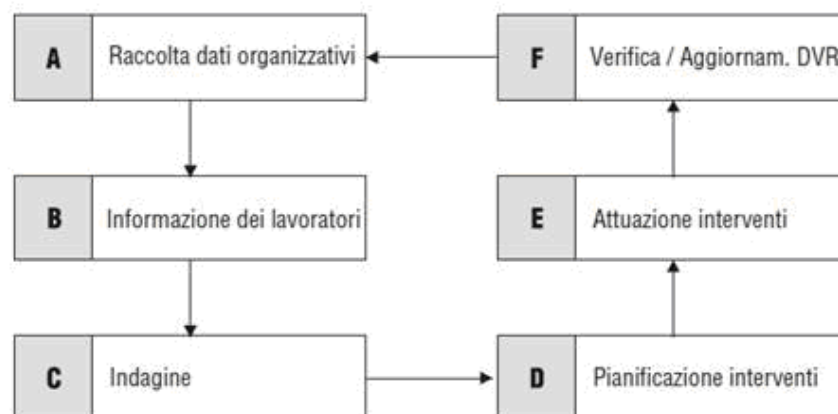 A Raccolta dati organizzativi
F Verifica / Aggiornam. DVR
B Informazione dei lavoratori
E Attuazione interventi
C Indagine
D Pianificazione interventi